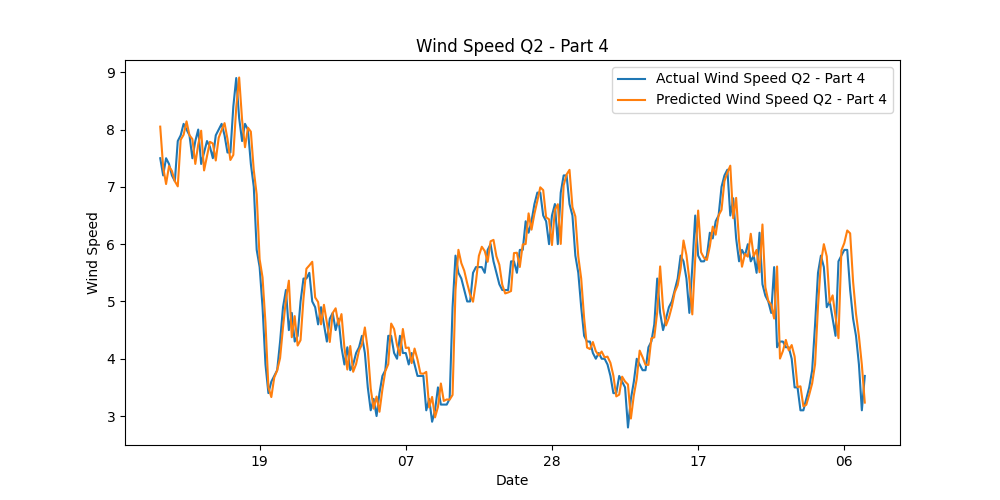 Wind Speed Q2 - Part 4
Actual Wind Speed Q2 - Part 4
Predicted Wind Speed Q2 - Part 4
9
8
7
6
5
4
3
Wind Speed
19
07
28
17
06
Date